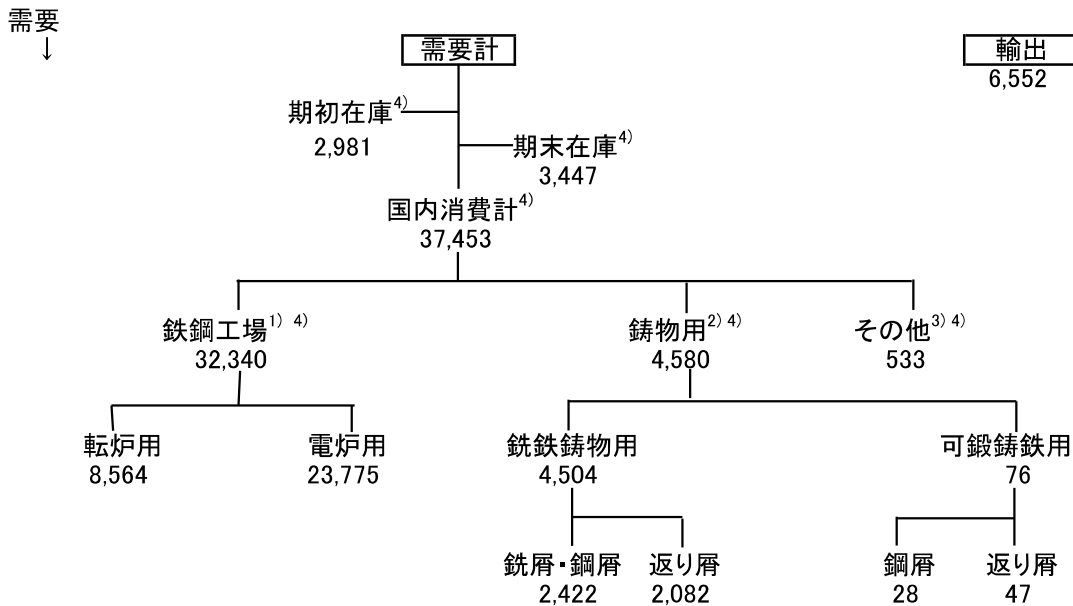 需要
↓
需要計
輸出
6,552
期初在庫4)
2,981
期末在庫4)
3,447
国内消費計4)
37,453
鉄鋼工場1) 4)
32,340
鋳物用2) 4)
4,580
その他3) 4)
533
転炉用
8,564
電炉用
23,775
銑鉄鋳物用
4,504
可鍛鋳鉄用
76
銑屑・鋼屑
2,422
返り屑
2,082
鋼屑
28
返り屑
47